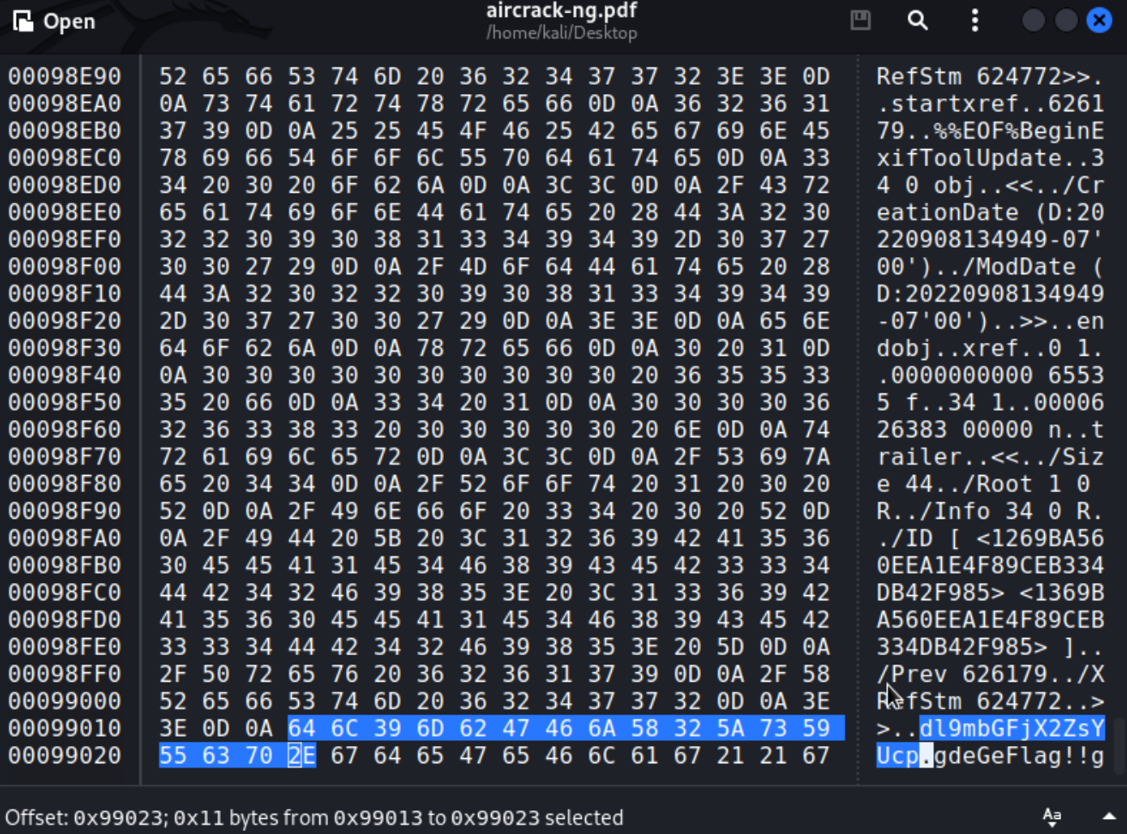 Open
aircrack-ng.pdf
/home/kali/Desktop
00098E90 52 65 66 53 74 6D 20 36 32 34 37 37 32 3E 3E 0D RefStm 624772>>.
00098EA0 0A 73 74 61 72 74 78 72 65 66 0D 0A 36 32 36 31 .startxref..6261
00098EB0 37 39 0D 0A 25 25 45 4F 46 25 42 65 67 69 6E 45 79..%%EOF%BeginE
00098EC0 78 69 66 54 6F 6F 6C 55 70 64 61 74 65 0D 0A 33 xifToolUpdate..3
00098ED0 34 20 30 20 6F 62 6A 0D 0A 3C 3C 0D 0A 2F 43 72 4 0 obj..<<../Cr
00098EE0 65 61 74 69 6F 6E 44 61 74 65 20 28 44 3A 32 30 eationDate (D:20
00098EF0 32 32 30 39 30 38 31 33 34 39 34 39 2D 30 37 27 220908134949-07'
00098F00 30 30 27 29 0D 0A 2F 4D 6F 64 44 61 74 65 20 28 00')../ModDate (
00098F10 44 3A 32 30 32 32 30 39 30 38 31 33 34 39 34 39 D:20220908134949
00098F20 2D 30 37 27 30 30 27 29 0D 0A 3E 3E 0D 0A 65 6E -07'00')..>>..en
00098F30 64 6F 62 6A 0D 0A 78 72 65 66 0D 0A 30 20 31 0D dobj..xref..0 1.
00098F40 0A 30 30 30 30 30 30 30 30 30 30 20 36 35 35 33 .0000000000 6553
00098F50 35 20 66 0D 0A 33 34 20 31 0D 0A 30 30 30 30 36 5 f..34 1..00006
00098F60 32 36 33 38 33 20 30 30 30 30 30 20 6E 0D 0A 74 26383 00000 n..t
00098F70 72 61 69 6C 65 72 0D 0A 3C 3C 0D 0A 2F 53 69 7A railer..<<../Siz
00098F80 65 20 34 34 0D 0A 2F 52 6F 6F 74 20 31 20 30 20 e 44../Root 1 0
00098F90 52 0D 0A 2F 49 6E 66 6F 20 33 34 20 30 20 52 0D R../Info 34 0 R.
00098FA0 0A 2F 49 44 20 5B 20 3C 31 32 36 39 42 41 35 36 ./ID [ <1269BA56
00098FB0 30 45 45 41 31 45 34 46 38 39 43 45 42 33 33 34 0EEA1E4F89CEB334
00098FC0 44 42 34 32 46 39 38 35 3E 20 3C 31 33 36 39 42 DB42F985> <1369B
00098FD0 41 35 36 30 45 45 41 31 45 34 46 38 39 43 45 42 A560EEA1E4F89CEB
00098FE0 33 33 34 44 42 34 32 46 39 38 35 3E 20 5D 0D 0A 334DB42F985> ]..
00098FF0 2F 50 72 65 76 20 36 32 36 31 37 39 0D 0A 2F 58 /Prev 626179../X
00099000 52 65 66 53 74 6D 20 36 32 34 37 37 32 0D 0A 3E RefStm 624772..>
00099010 3E 0D 0A 64 6C 39 6D 62 47 46 6A 58 32 5A 73 59 >..dl9mbGFjX2ZsY
00099020 55 63 70 2E 67 64 65 47 65 46 6C 61 67 21 21 67 Ucp.gdeGeFlag!!g
Offset: 0x99023; 0x11 bytes from 0x99013 to 0x99023 selected
Aa